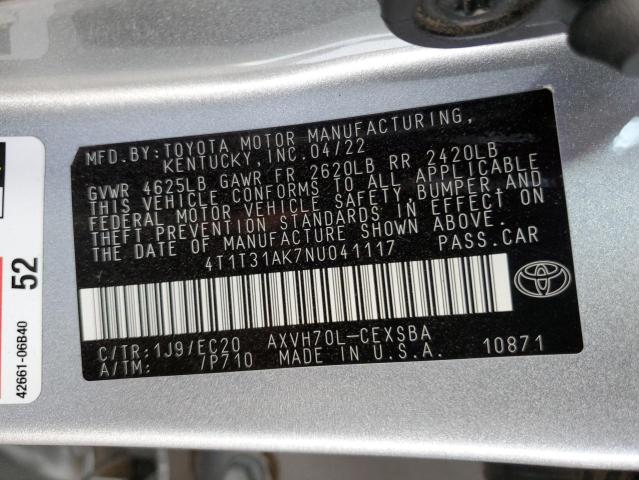 MFD.BY:TOYOTA MOTOR MANUFACTURING,
KENTUCKY,INC.04/22
GVWR 4625LB GAWR FR 2620LB RR 2420LB
THIS VEHICLE CONFORMS TO ALL APPLICABLE
FEDERAL MOTOR VEHICLE SAFETY,BUMPER,AND
THEFT PREVENTION STANDARDS IN EFFECT ON
THE DATE OF MANUFACTURE SHOWN ABOVE.
4T1T31AK7NU041117 PASS.CAR
C/TR:1J9/EC20 AXVH70L-CEXSBA
A/TM: /P710 MADE IN U.S.A. 10871
TOYOTA
52
42661-06B40